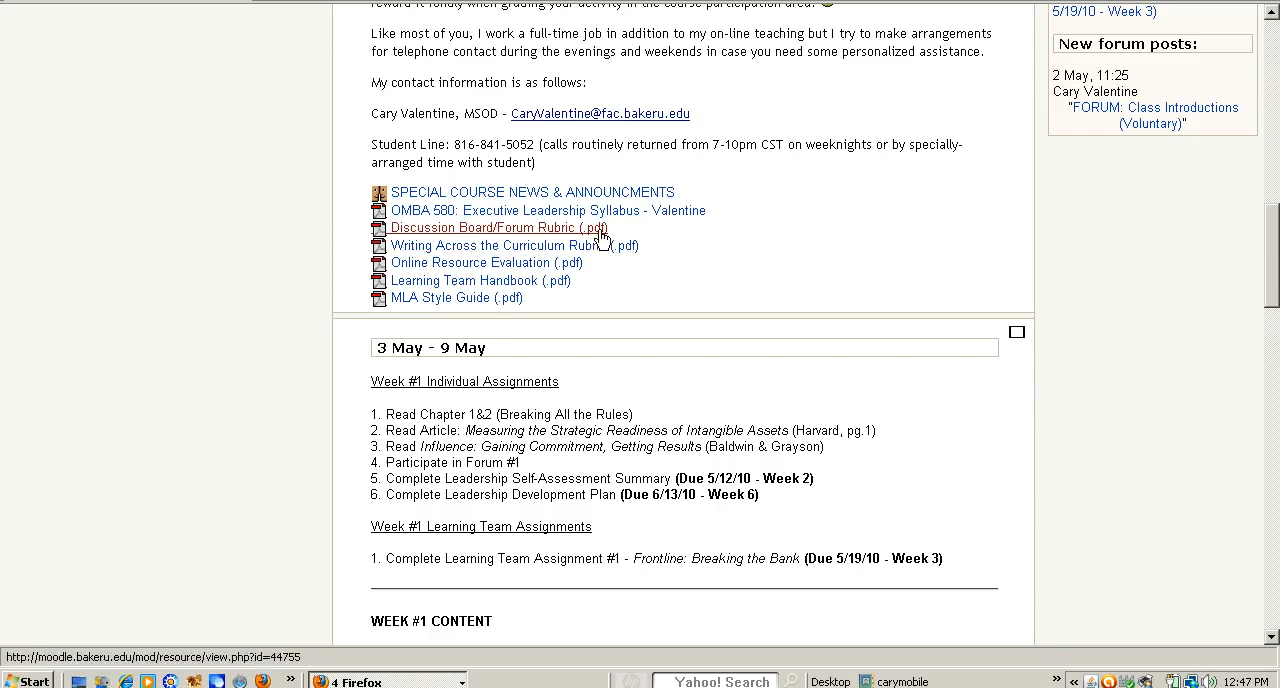 reward it fondly when grading your activity in the course participation area!
Like most of you, I work a full-time job in addition to my on-line teaching but I try to make arrangements
for telephone contact during the evenings and weekends in case you need some personalized assistance.
My contact information is as follows:
Cary Valentine, MSOD - CaryValentine@fac.bakeru.edu
Student Line: 816-841-5052 (calls routinely returned from 7-10pm CST on weeknights or by specially-
arranged time with student)
SPECIAL COURSE NEWS & ANNOUNCMENTS
OMBA 580: Executive Leadership Syllabus - Valentine
Discussion Board/Forum Rubric (.pdf)
Writing Across the Curriculum Rubric (.pdf)
Online Resource Evaluation (.pdf)
Learning Team Handbook (.pdf)
MLA Style Guide (.pdf)
3 May - 9 May
Week #1 Individual Assignments
1. Read Chapter 1&2 (Breaking All the Rules)
2. Read Article: Measuring the Strategic Readiness of Intangible Assets (Harvard, pg.1)
3. Read Influence: Gaining Commitment, Getting Results (Baldwin & Grayson)
4. Participate in Forum #1
5. Complete Leadership Self-Assessment Summary (Due 5/12/10 - Week 2)
6. Complete Leadership Development Plan (Due 6/13/10 - Week 6)
Week #1 Learning Team Assignments
1. Complete Learning Team Assignment #1 - Frontline: Breaking the Bank (Due 5/19/10 - Week 3)
WEEK #1 CONTENT
5/19/10 - Week 3)
New forum posts:
2 May, 11:25
Cary Valentine
"FORUM: Class Introductions
(Voluntary)"
http://moodle.bakeru.edu/mod/resource/view.php?id=44755
Start » 4 Firefox Yahoo! Search Desktop carymobile » « 12:47 PM